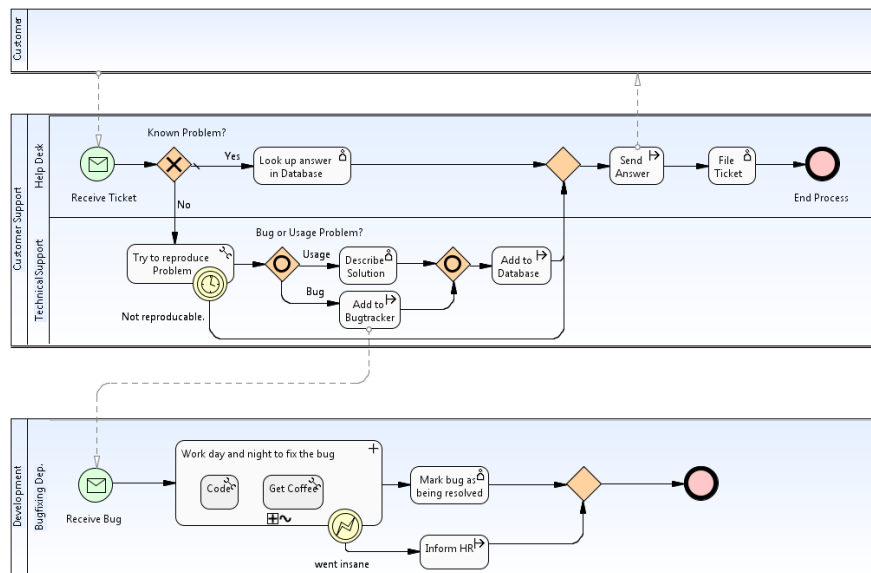 Customer
Customer Support
Help Desk
Known Problem?
Receive Ticket
Yes
Look up answer
in Database
Send
Answer
File
Ticket
End Process
No
Technical Support
Bug or Usage Problem?
Try to reproduce
Problem
Usage
Describe
Solution
Add to
Database
Bug
Add to
Bugtracker
Not reproducable.
Development
Bugfixing Dep.
Receive Bug
Work day and night to fix the bug
Code
Get Coffee
Mark bug as
being resolved
went insane
Inform HR